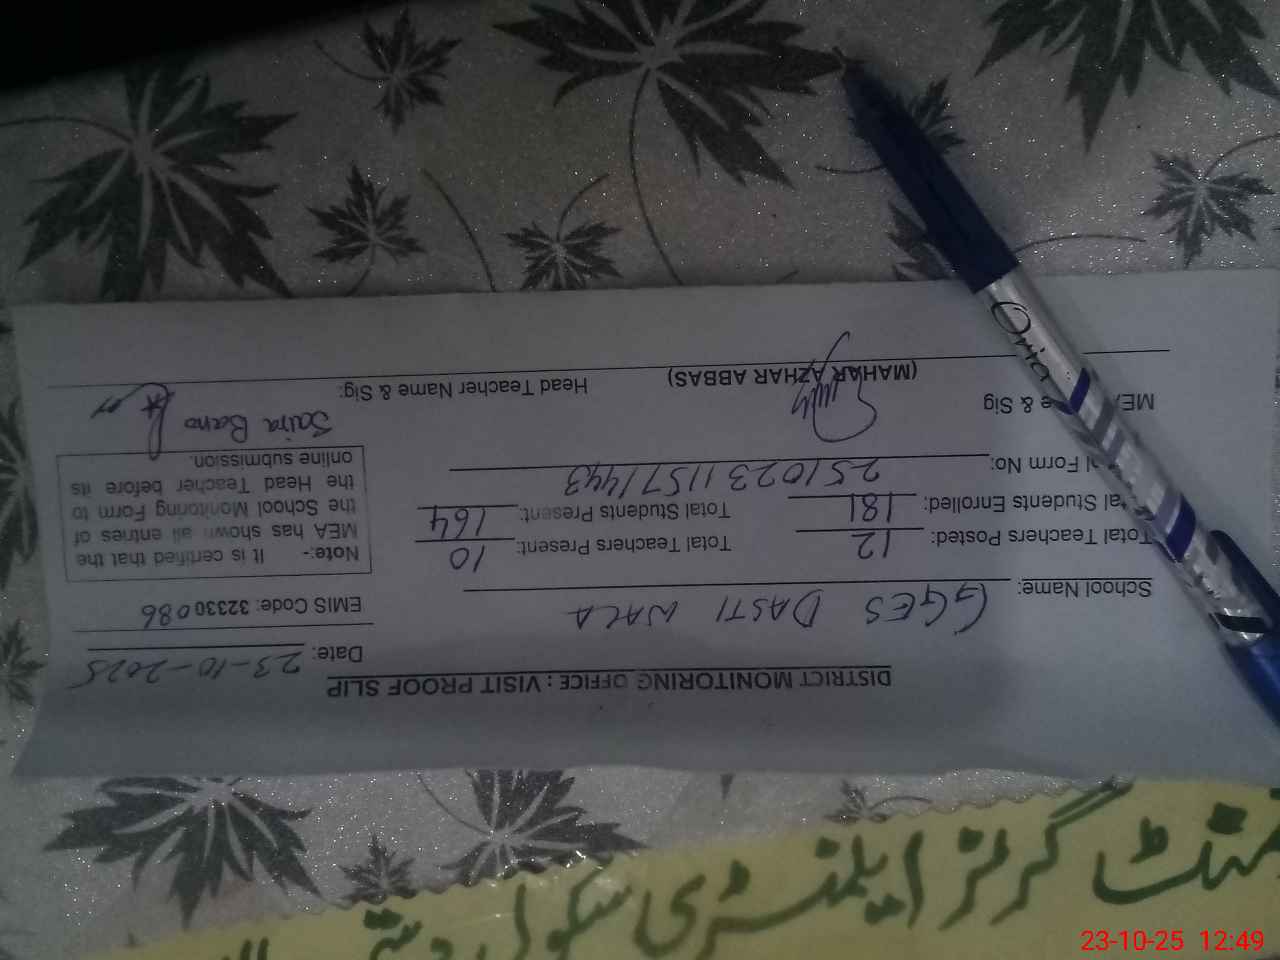 DISTRICT MONITORING OFFICE : VISIT PROOF SLIP
Date: 23-10-2025
School Name: GGES DASTI WALA
EMIS Code: 32330086
Total Teachers Posted: 12 Total Teachers Present: 10
Total Students Enrolled: 181 Total Students Present: 164
Form No: 25102311571443
Note:- It is certified that the
MEA has shown all entries of
the School Monitoring Form to
the Head Teacher before its
online submission.
MEA & Sig
(MAHAR AZHAR ABBAS)
Head Teacher Name & Sig: Saira Bano
گرلز ایلمنٹری سکول
23-10-25 12:49